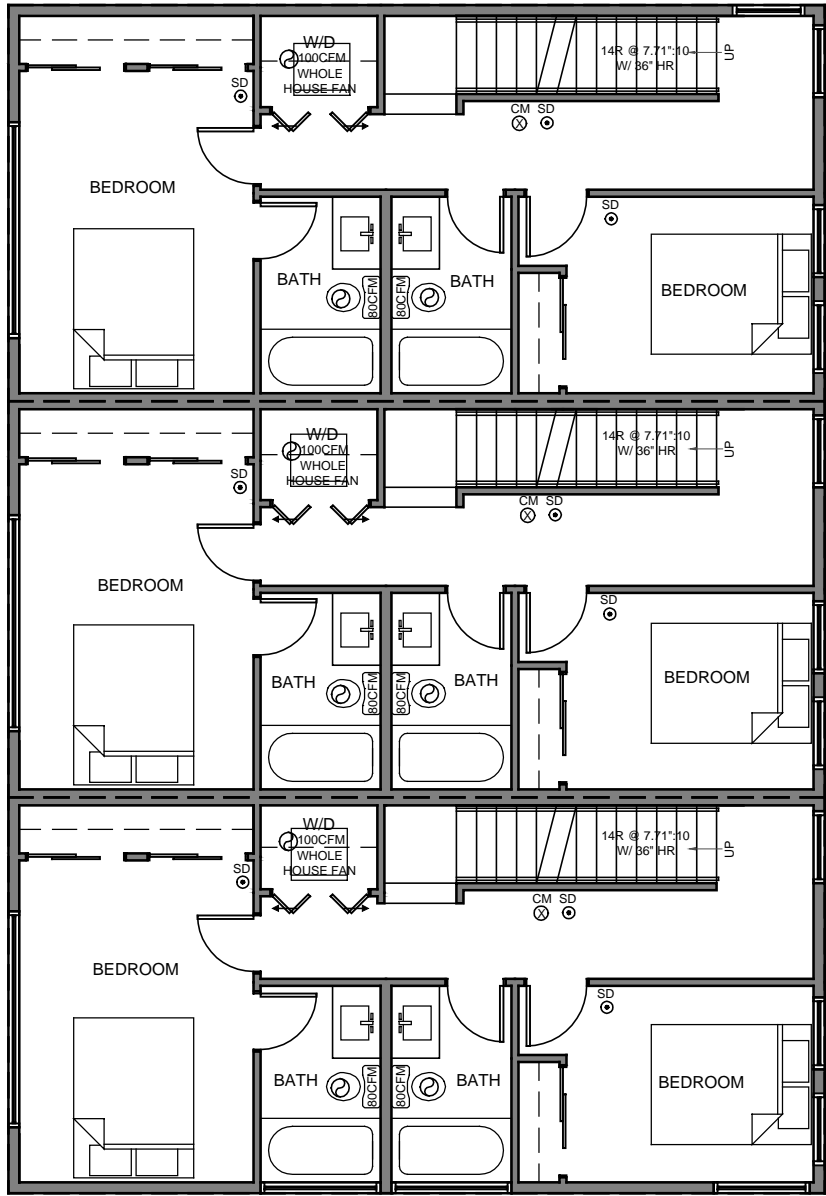 W/D
100CFM
WHOLE
HOUSE FAN
14R @ 7.71":10
W/ 36" HR
UP
SD
CM SD
BEDROOM
SD
BATH
80CFM
80CFM
BATH
BEDROOM
W/D
100CFM
WHOLE
HOUSE FAN
14R @ 7.71":10
W/ 36" HR
UP
SD
CM SD
BEDROOM
SD
BATH
80CFM
80CFM
BATH
BEDROOM
W/D
100CFM
WHOLE
HOUSE FAN
14R @ 7.71":10
W/ 36" HR
UP
SD
CM SD
BEDROOM
SD
BATH
80CFM
80CFM
BATH
BEDROOM